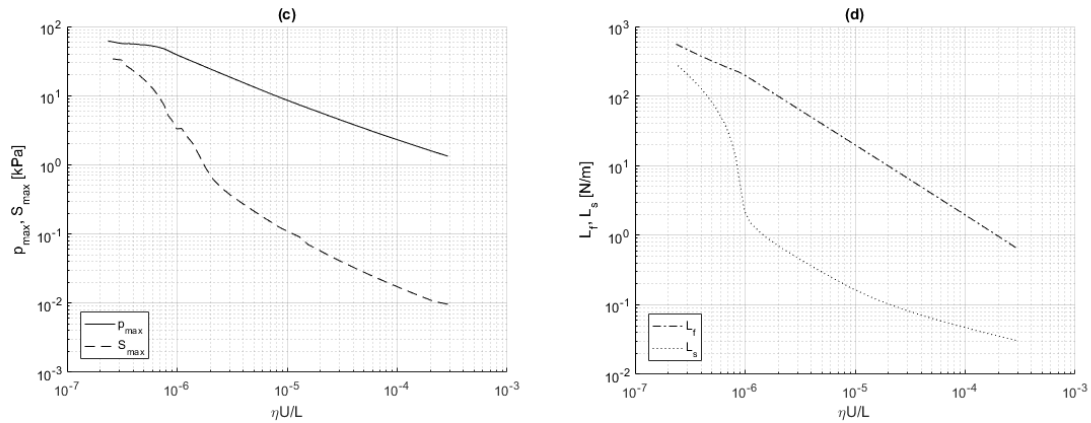 (c)
10^2
10^1
10^0
10^-1
10^-2
10^-3
p_max, S_max [kPa]
p_max
S_max
10^-7 10^-6 10^-5 10^-4 10^-3
ηU/L
(d)
10^3
10^2
10^1
10^0
10^-1
10^-2
L_f, L_s [N/m]
L_f
L_s
10^-7 10^-6 10^-5 10^-4 10^-3
ηU/L